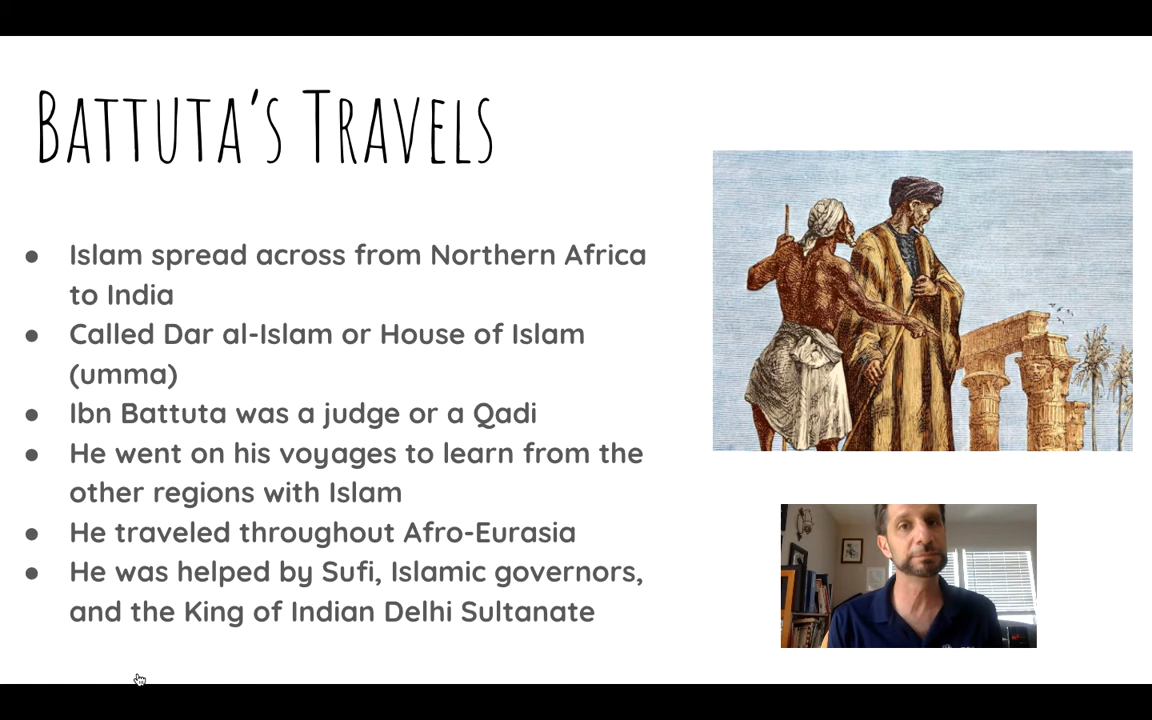 Battuta's Travels
● Islam spread across from Northern Africa
to India
● Called Dar al-Islam or House of Islam
(umma)
● Ibn Battuta was a judge or a Qadi
● He went on his voyages to learn from the
other regions with Islam
● He traveled throughout Afro-Eurasia
● He was helped by Sufi, Islamic governors,
and the King of Indian Delhi Sultanate